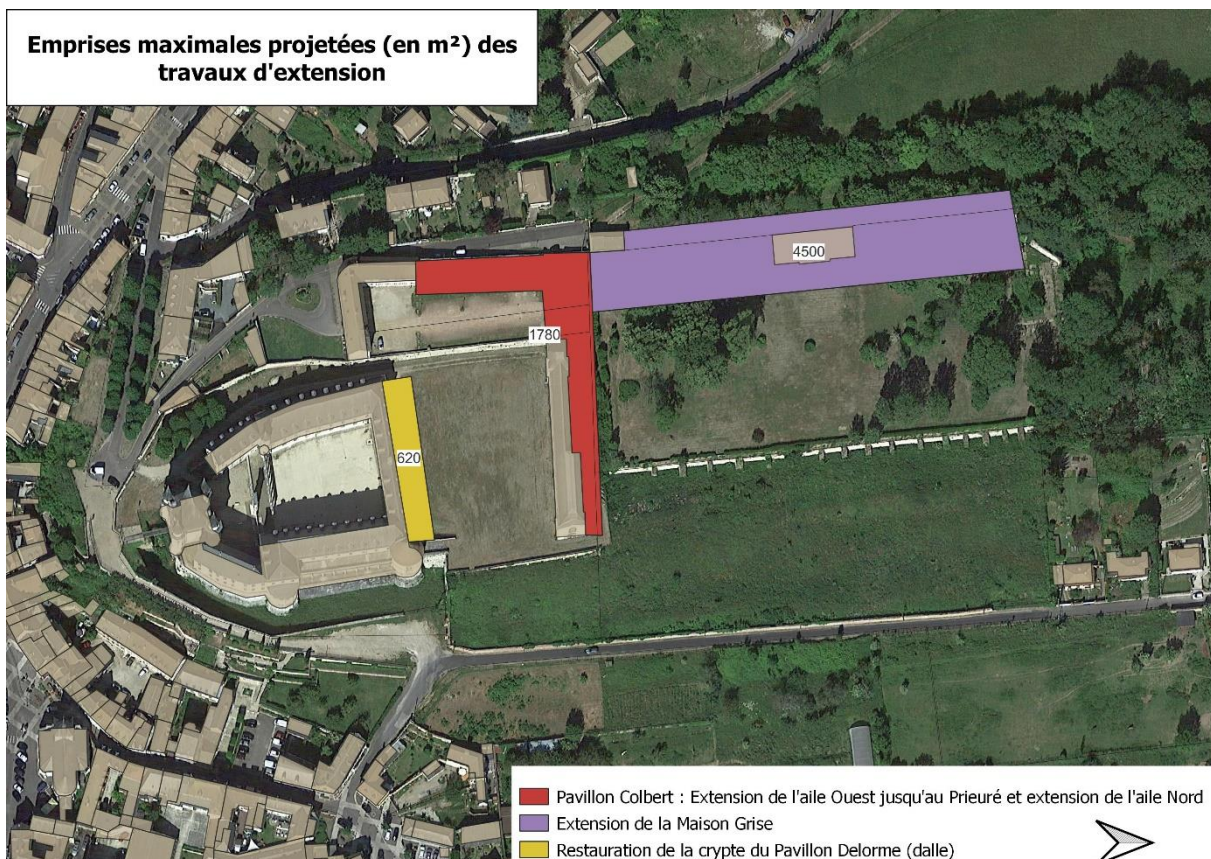 Emprises maximales projetées (en m²) des
travaux d'extension
4500
1780
620
Pavillon Colbert : Extension de l'aile Ouest jusqu'au Prieuré et extension de l'aile Nord
Extension de la Maison Grise
Restauration de la crypte du Pavillon Delorme (dalle)